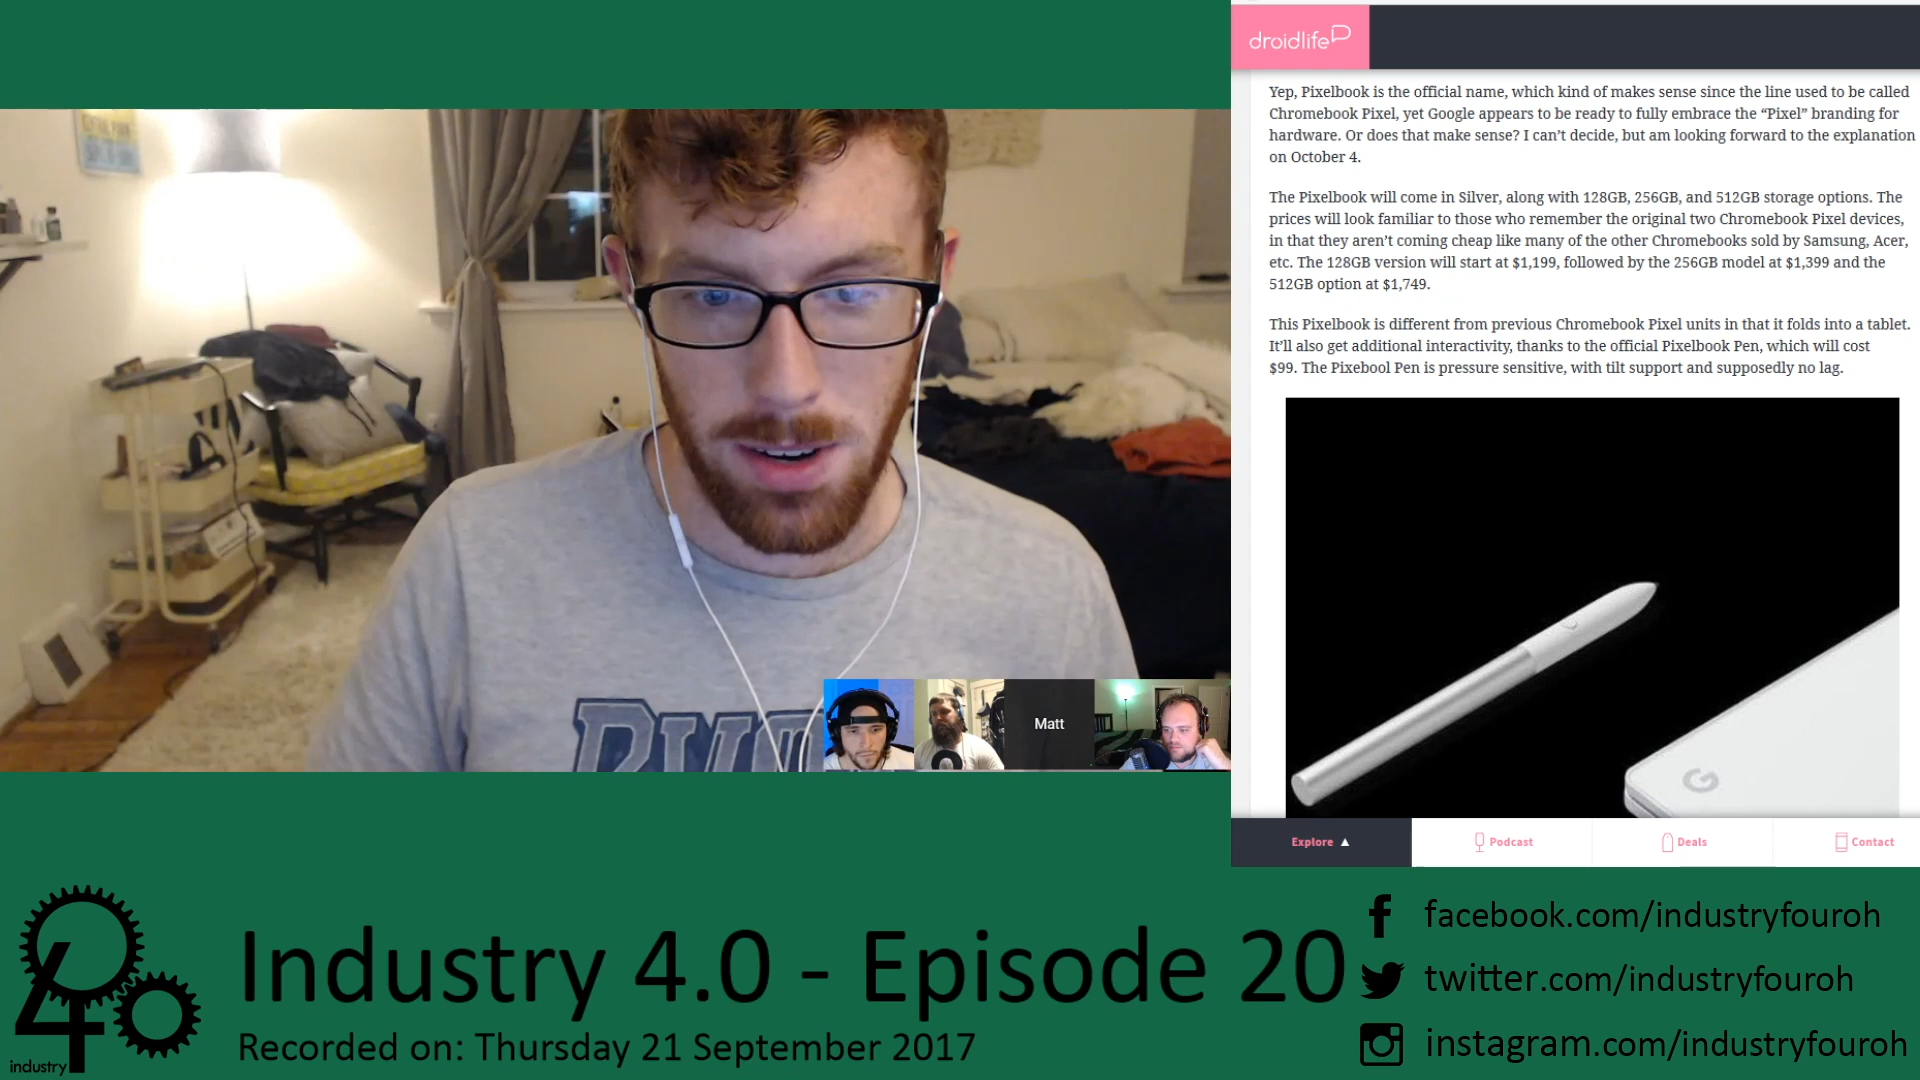 droidlife
Yep, Pixelbook is the official name, which kind of makes sense since the line used to be called
Chromebook Pixel, yet Google appears to be ready to fully embrace the “Pixel” branding for
hardware. Or does that make sense? I can’t decide, but am looking forward to the explanation
on October 4.
The Pixelbook will come in Silver, along with 128GB, 256GB, and 512GB storage options. The
prices will look familiar to those who remember the original two Chromebook Pixel devices,
in that they aren’t coming cheap like many of the other Chromebooks sold by Samsung, Acer,
etc. The 128GB version will start at $1,199, followed by the 256GB model at $1,399 and the
512GB option at $1,749.
This Pixelbook is different from previous Chromebook Pixel units in that it folds into a tablet.
It’ll also get additional interactivity, thanks to the official Pixelbook Pen, which will cost
$99. The Pixebool Pen is pressure sensitive, with tilt support and supposedly no lag.
G
Explore ▲ Podcast Deals Contact
Matt
40
industry
Industry 4.0 - Episode 20
Recorded on: Thursday 21 September 2017
facebook.com/industryfouroh
twitter.com/industryfouroh
instagram.com/industryfouroh